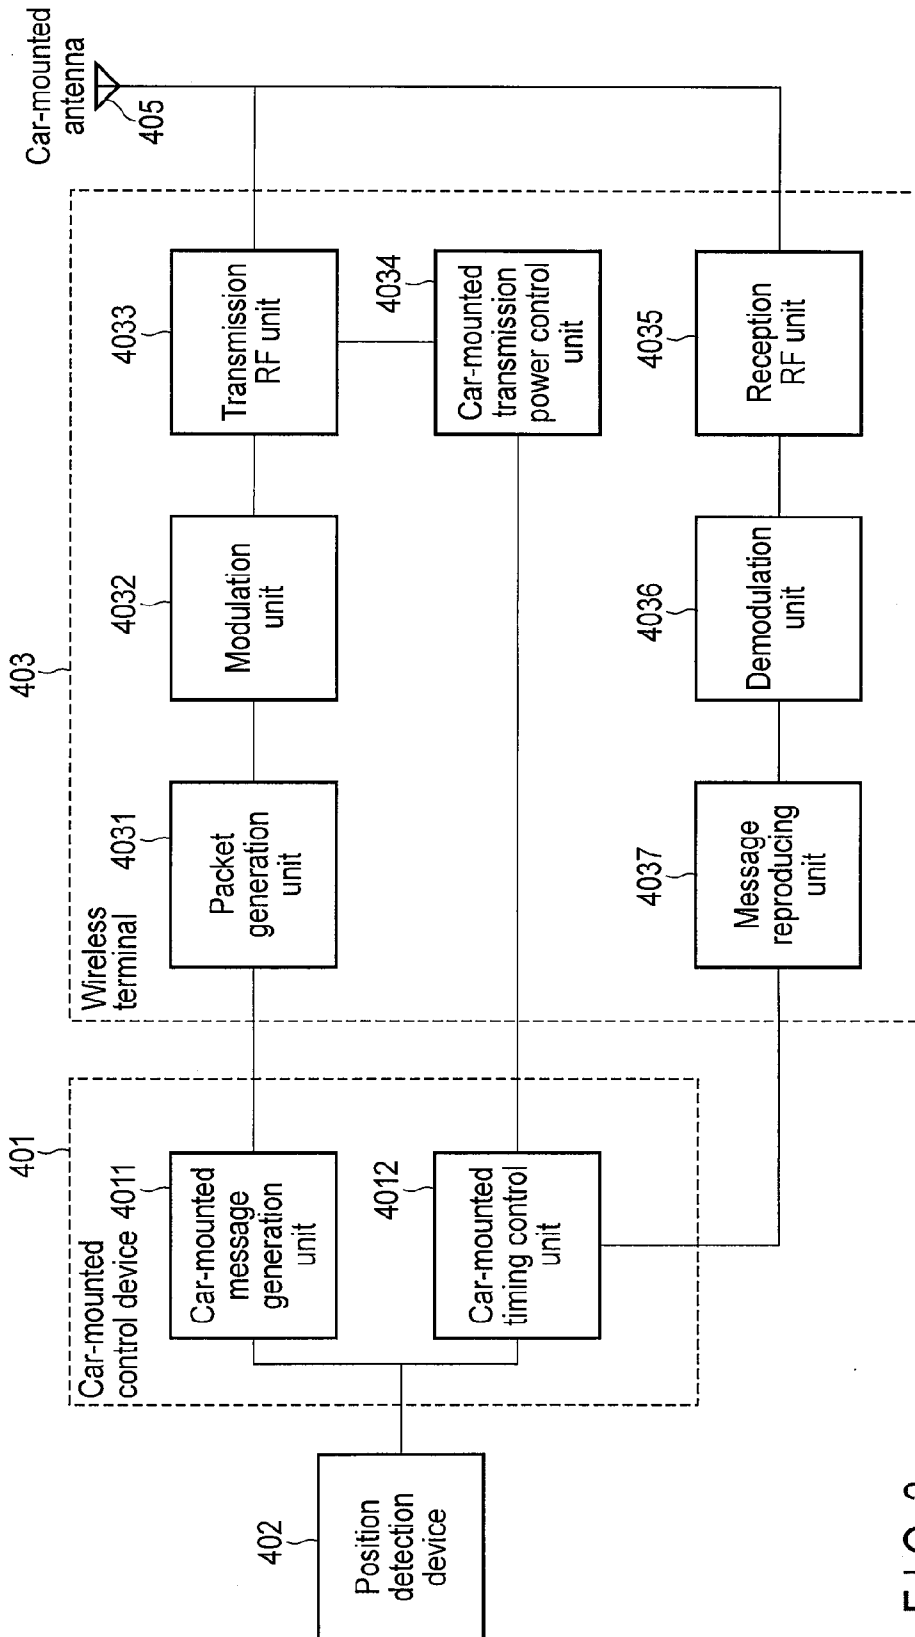 Car-mounted
antenna
405
403
Wireless
terminal
4031
Packet
generation
unit
4032
Modulation
unit
4033
Transmission
RF unit
4034
Car-mounted
transmission
power control
unit
4035
Reception
RF unit
4036
Demodulation
unit
4037
Message
reproducing
unit
401
Car-mounted
control device
4011
Car-mounted
message
generation
unit
4012
Car-mounted
timing control
unit
402
Position
detection
device